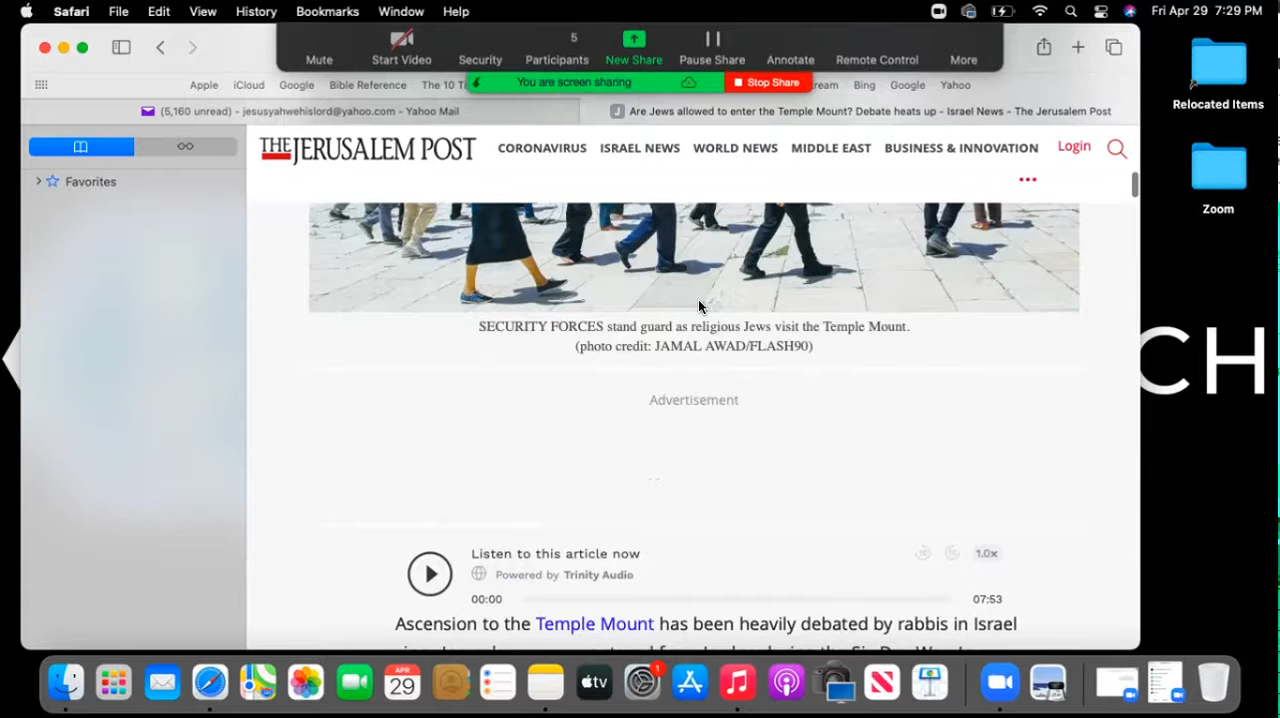 Safari File Edit View History Bookmarks Window Help Fri Apr 29 7:29 PM
5
Mute Start Video Security Participants New Share Pause Share Annotate Remote Control More
You are screen sharing Stop Share
Apple iCloud Google Bible Reference The 10 Ti ream Bing Google Yahoo
(5,160 unread) - jesusyahwehislord@yahoo.com - Yahoo Mail
J Are Jews allowed to enter the Temple Mount? Debate heats up - Israel News - The Jerusalem Post
Relocated Items
Zoom
Favorites
THE JERUSALEM POST CORONAVIRUS ISRAEL NEWS WORLD NEWS MIDDLE EAST BUSINESS & INNOVATION Login
SECURITY FORCES stand guard as religious Jews visit the Temple Mount.
(photo credit: JAMAL AWAD/FLASH90)
CH
Advertisement
Listen to this article now
1.0x
Powered by Trinity Audio
00:00 07:53
Ascension to the Temple Mount has been heavily debated by rabbis in Israel
APR
29
tv
1